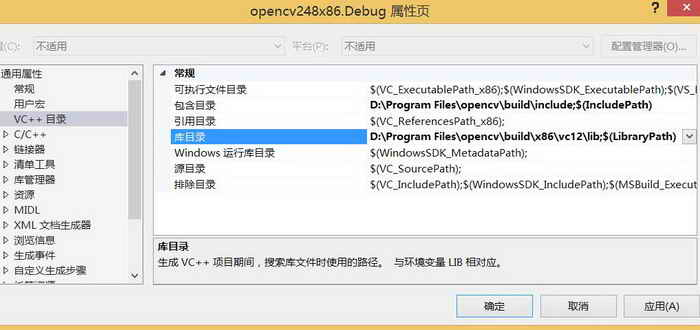 opencv248x86.Debug 属性页
(C):
不适用
平台(P):
不适用
配置管理器(O)...
通用属性
常规
用户宏
VC++ 目录
C/C++
链接器
清单工具
库管理器
资源
MIDL
XML 文档生成器
浏览信息
生成事件
自定义生成步骤
常规
可执行文件目录 $(VC_ExecutablePath_x86);$(WindowsSDK_ExecutablePath);$(VS_
包含目录 D:\Program Files\opencv\build\include;$(IncludePath)
引用目录 $(VC_ReferencesPath_x86);
库目录 D:\Program Files\opencv\build\x86\vc12\lib;$(LibraryPath)
Windows 运行库目录 $(WindowsSDK_MetadataPath);
源目录 $(VC_SourcePath);
排除目录 $(VC_IncludePath);$(WindowsSDK_IncludePath);$(MSBuild_Execut
库目录
生成 VC++ 项目期间，搜索库文件时使用的路径。 与环境变量 LIB 相对应。
确定
取消
应用(A)